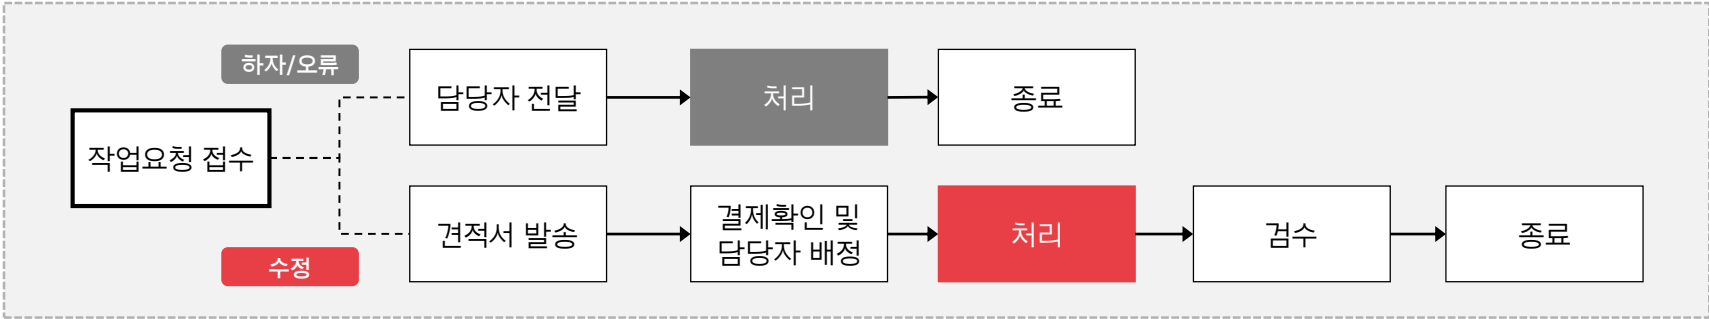 하자/오류
담당자 전달
처리
종료
작업요청 접수
견적서 발송
결제확인 및
담당자 배정
처리
검수
종료
수정